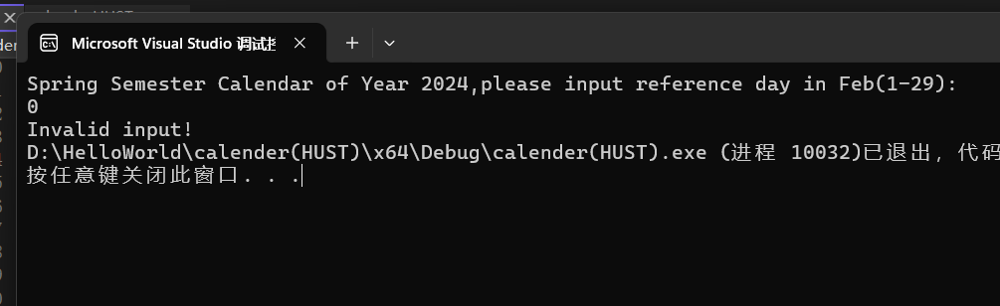 Microsoft Visual Studio 调试
Spring Semester Calendar of Year 2024,please input reference day in Feb(1-29):
0
Invalid input!
D:\HelloWorld\calender(HUST)\x64\Debug\calender(HUST).exe (进程 10032)已退出，代码
按任意键关闭此窗口. . .